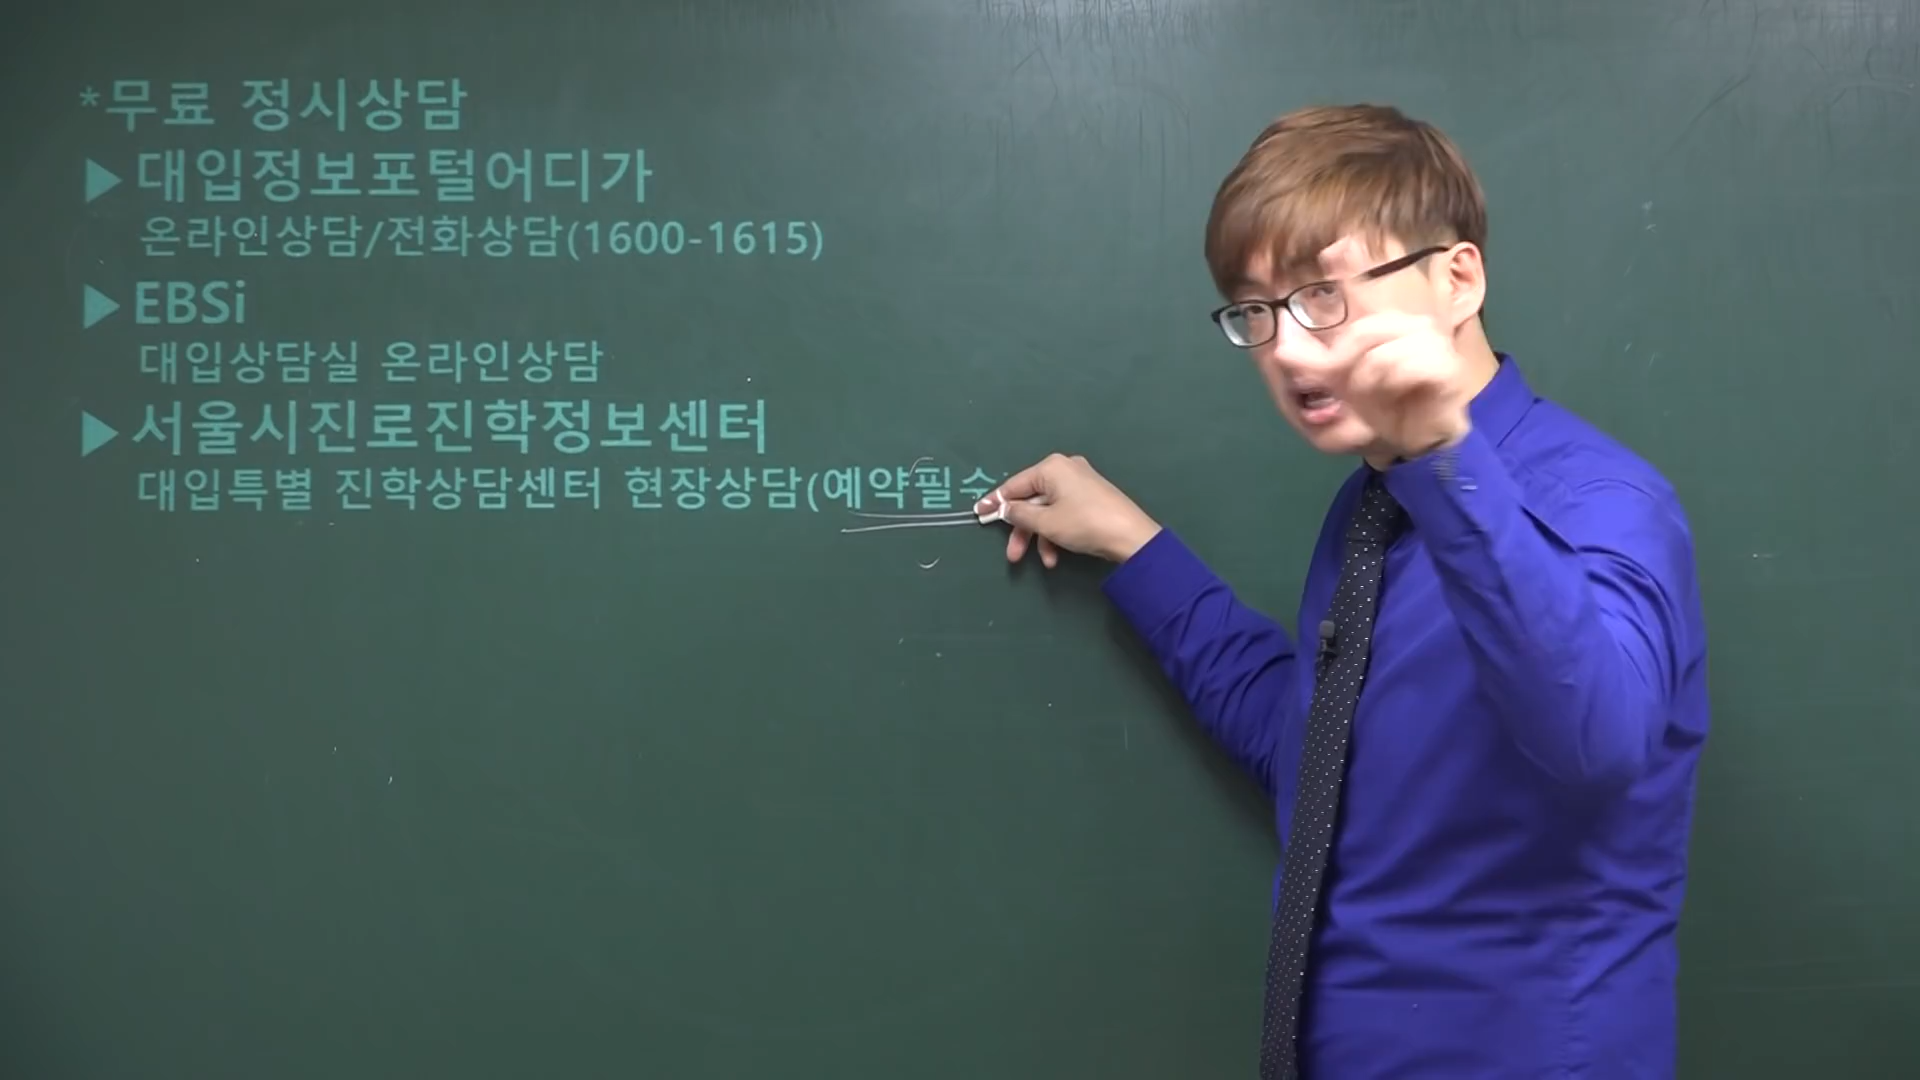 *무료 정시상담
▶대입정보포털어디가
온라인상담/전화상담(1600-1615)
▶EBSi
대입상담실 온라인상담
▶서울시진로진학정보센터
대입특별 진학상담센터 현장상담(예약필수